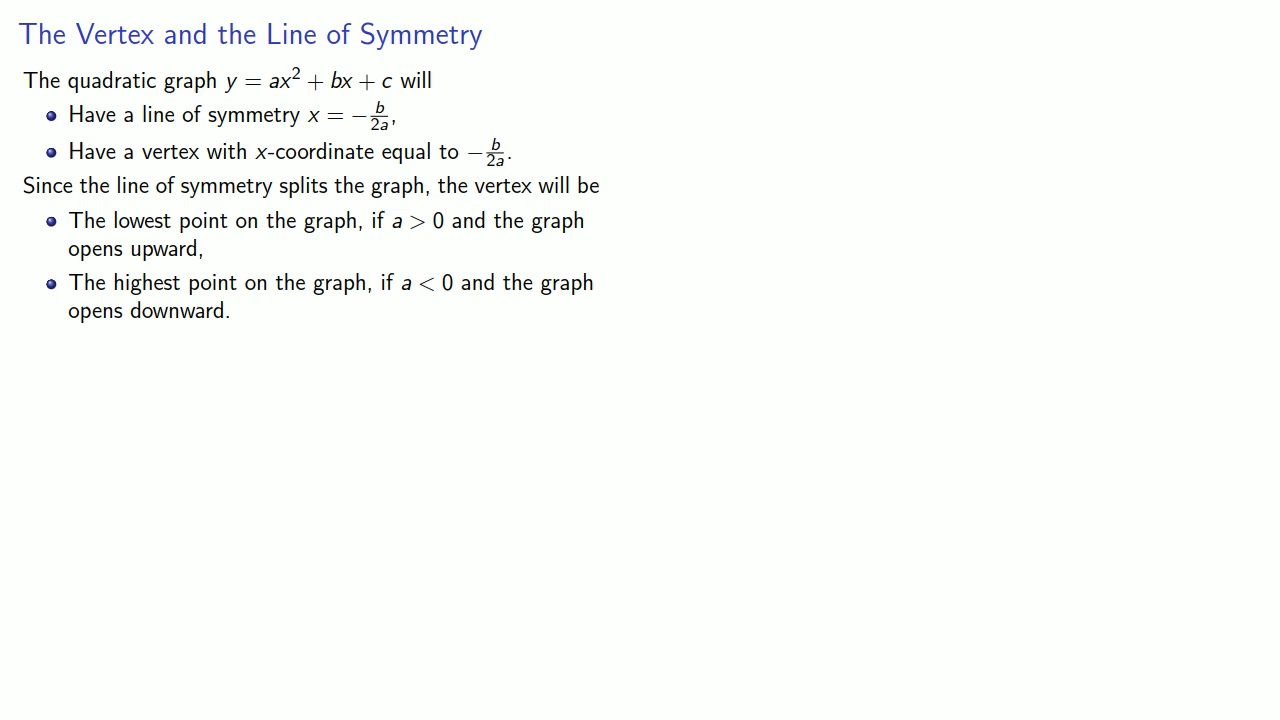 The Vertex and the Line of Symmetry
The quadratic graph y = ax² + bx + c will
Have a line of symmetry x = −b/2a,
Have a vertex with x-coordinate equal to −b/2a.
Since the line of symmetry splits the graph, the vertex will be
The lowest point on the graph, if a > 0 and the graph
opens upward,
The highest point on the graph, if a < 0 and the graph
opens downward.